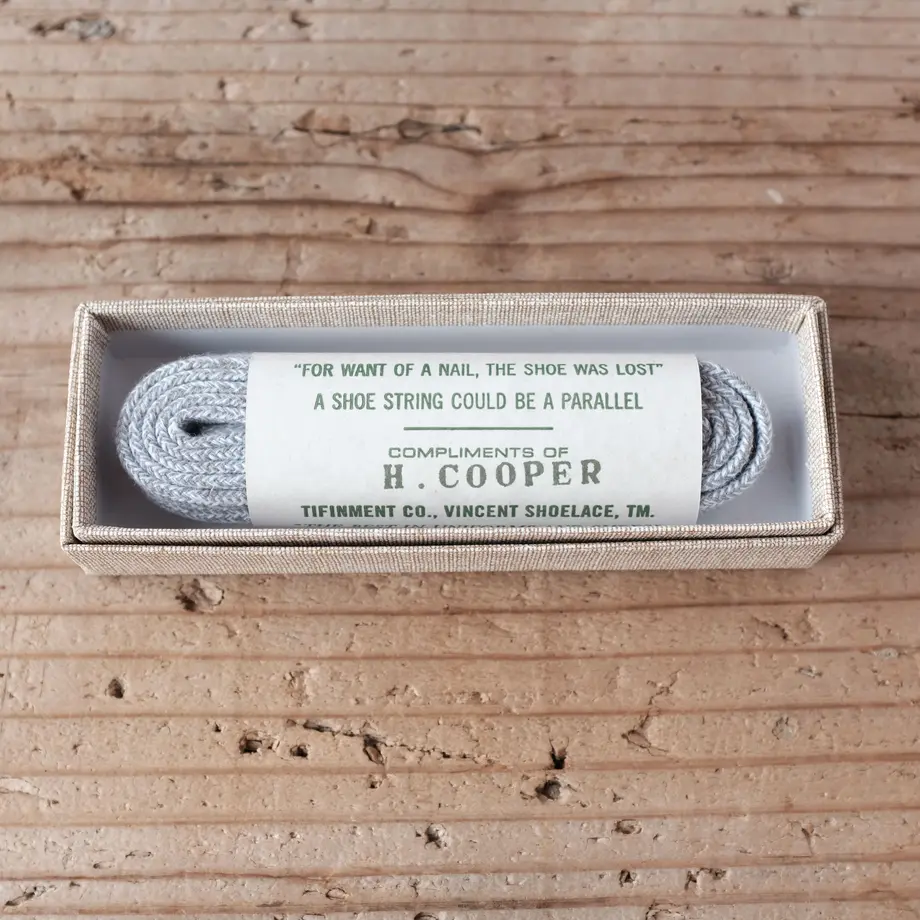 "FOR WANT OF A NAIL, THE SHOE WAS LOST"
A SHOE STRING COULD BE A PARALLEL
COMPLIMENTS OF
H. COOPER
TIFINMENT CO., VINCENT SHOELACE, TM.